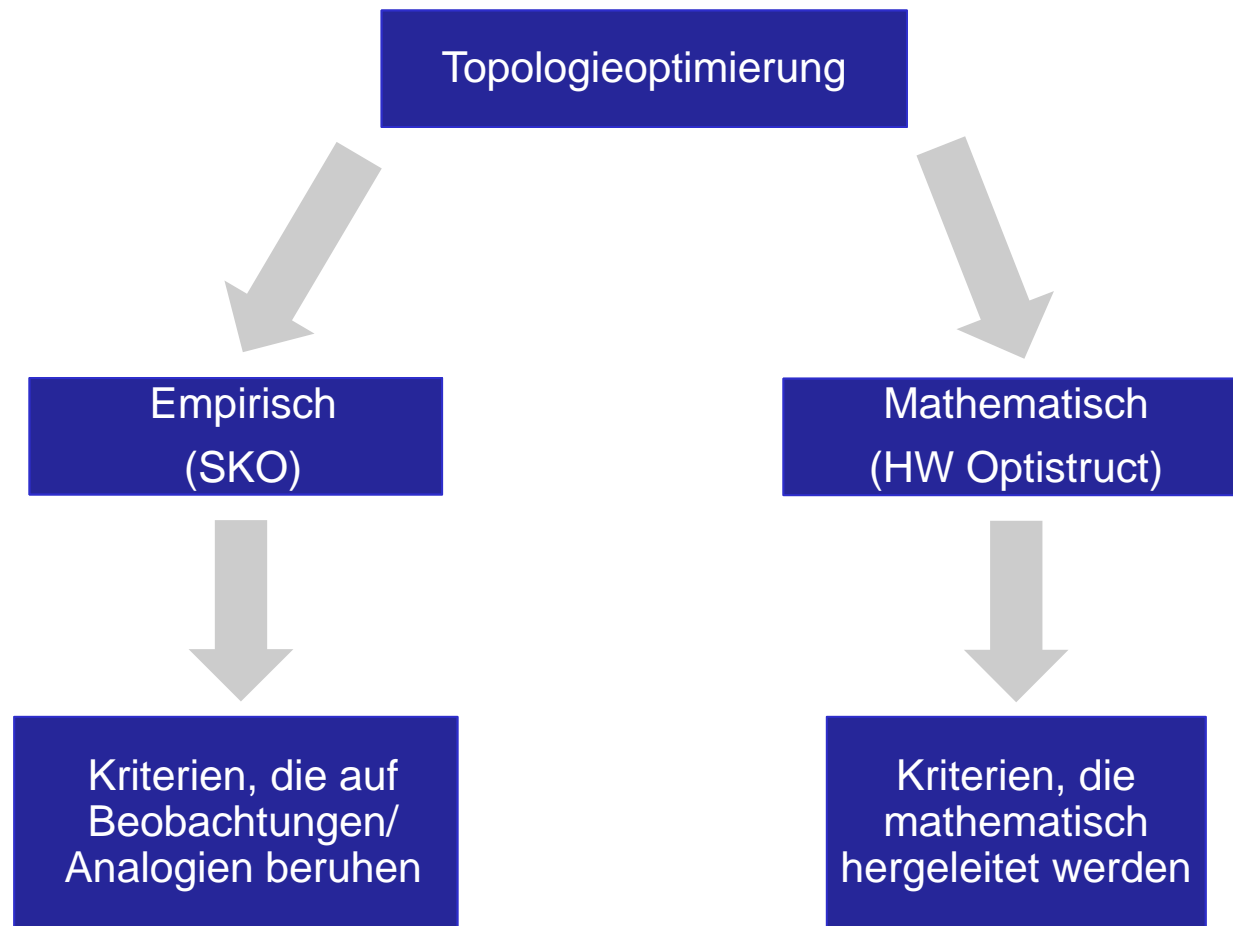 Topologieoptimierung
Empirisch
(SKO)
Mathematisch
(HW Optistruct)
Kriterien, die auf
Beobachtungen/
Analogien beruhen
Kriterien, die
mathematisch
hergeleitet werden